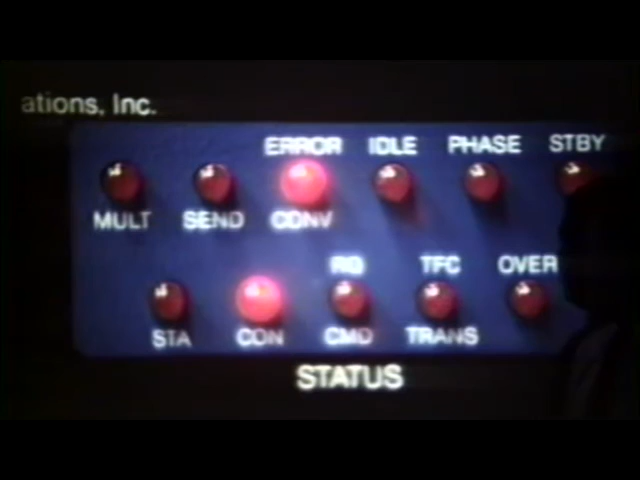 ations, Inc.
ERROR IDLE PHASE STBY
MULT SEND CONV
RQ TFC OVER
STA CON CMD TRANS
STATUS